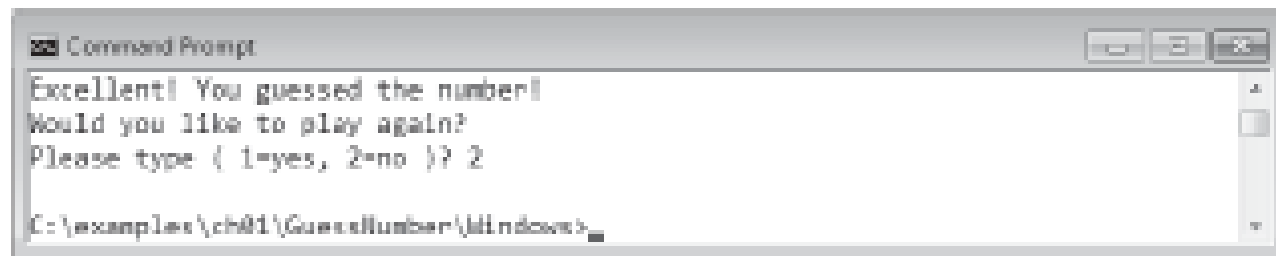 Command Prompt
Excellent! You guessed the number!
Would you like to play again?
Please type ( 1=yes, 2=no )? 2
C:\examples\ch01\GuessNumber\Windows>